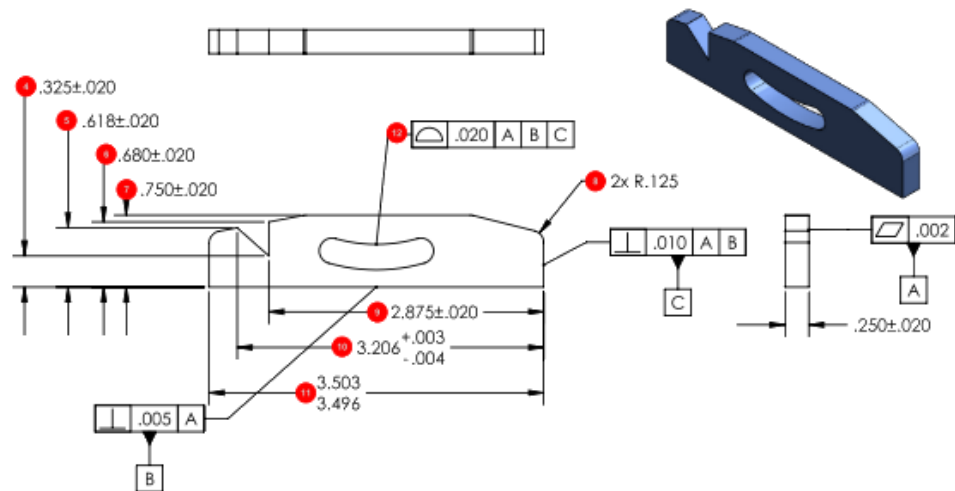 4 .325±.020
5 .618±.020
6 .680±.020
7 .750±.020
12 ⌓ .020 A B C
8 2x R.125
⟂ .010 A B
C
⏥ .002
A
.250±.020
9 2.875±.020
10 3.206 +.003
-.004
11 3.503
3.496
⟂ .005 A
B